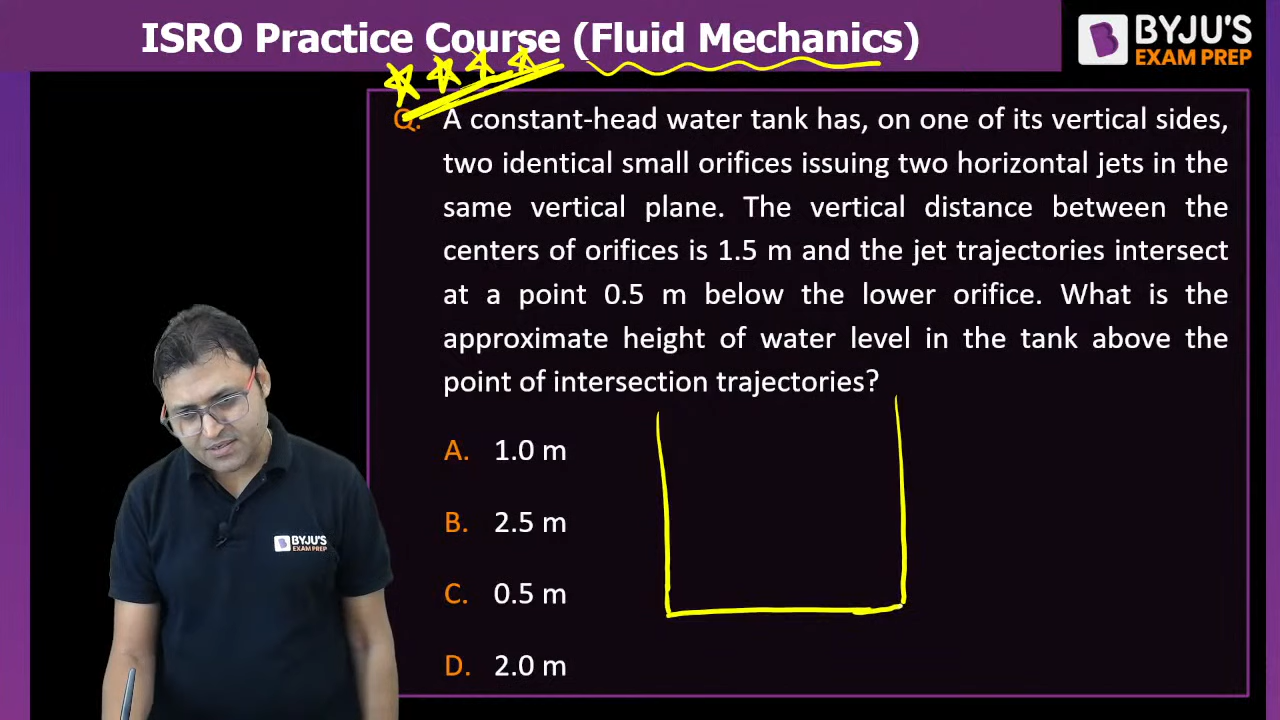 ISRO Practice Course (Fluid Mechanics)
BYJU'S
EXAM PREP
Q. A constant-head water tank has, on one of its vertical sides,
two identical small orifices issuing two horizontal jets in the
same vertical plane. The vertical distance between the
centers of orifices is 1.5 m and the jet trajectories intersect
at a point 0.5 m below the lower orifice. What is the
approximate height of water level in the tank above the
point of intersection trajectories?
A. 1.0 m
B. 2.5 m
C. 0.5 m
D. 2.0 m
BYJU'S
EXAM PREP